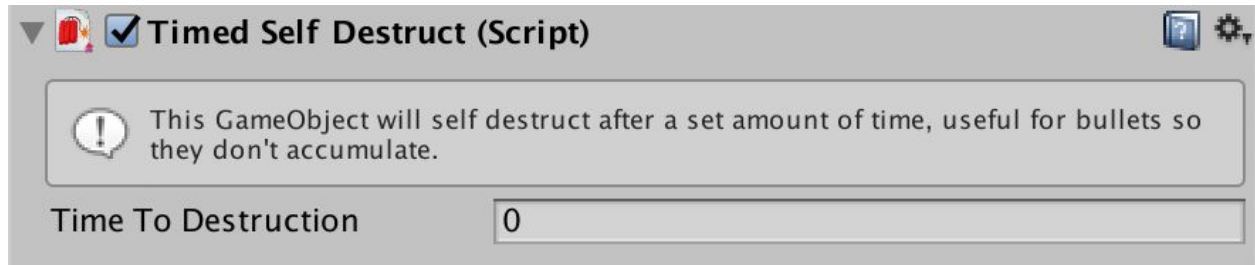 Timed Self Destruct (Script)
This GameObject will self destruct after a set amount of time, useful for bullets so
they don't accumulate.
Time To Destruction 0